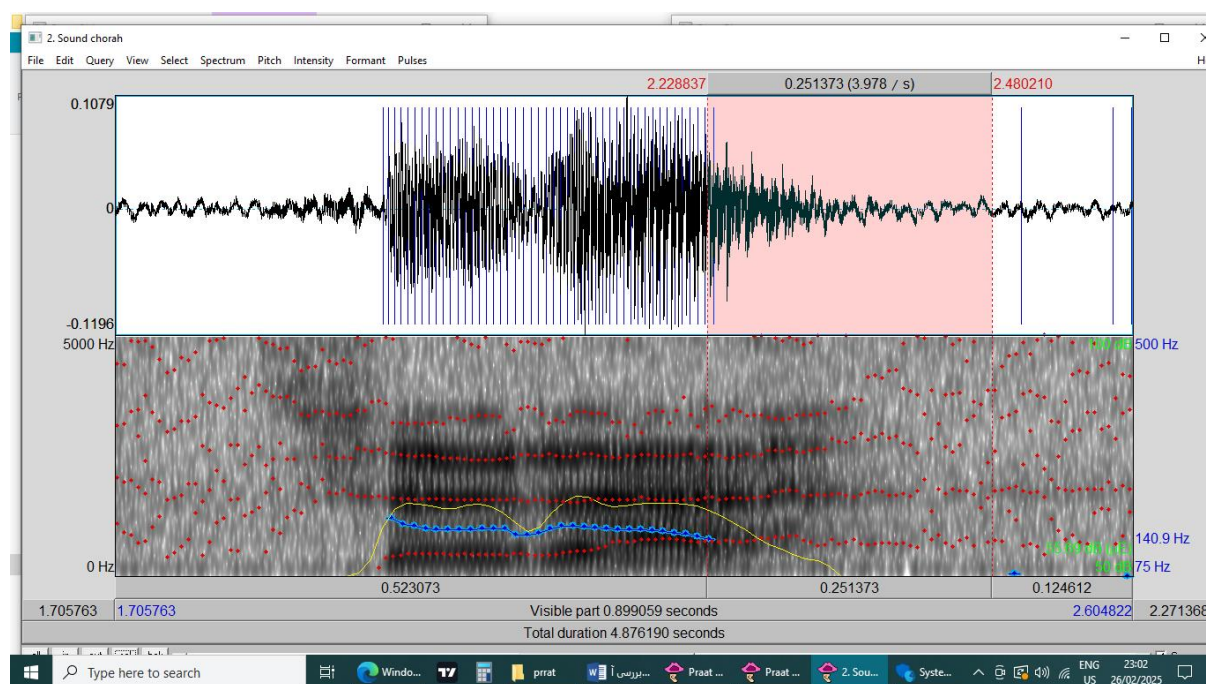 2. Sound chorah
File Edit Query View Select Spectrum Pitch Intensity Formant Pulses H
2.228837 0.251373 (3.978 / s) 2.480210
0.1079
0
-0.1196
5000 Hz 500 Hz
140.9 Hz
0 Hz 75 Hz
0.523073 0.251373 0.124612
1.705763 1.705763 Visible part 0.899059 seconds 2.604822 2.271368
Total duration 4.876190 seconds
Type here to search Windo... prrat بررسی آ... Praat ... Praat ... 2. Sou... Syste... ENG 23:02
US 26/02/2025